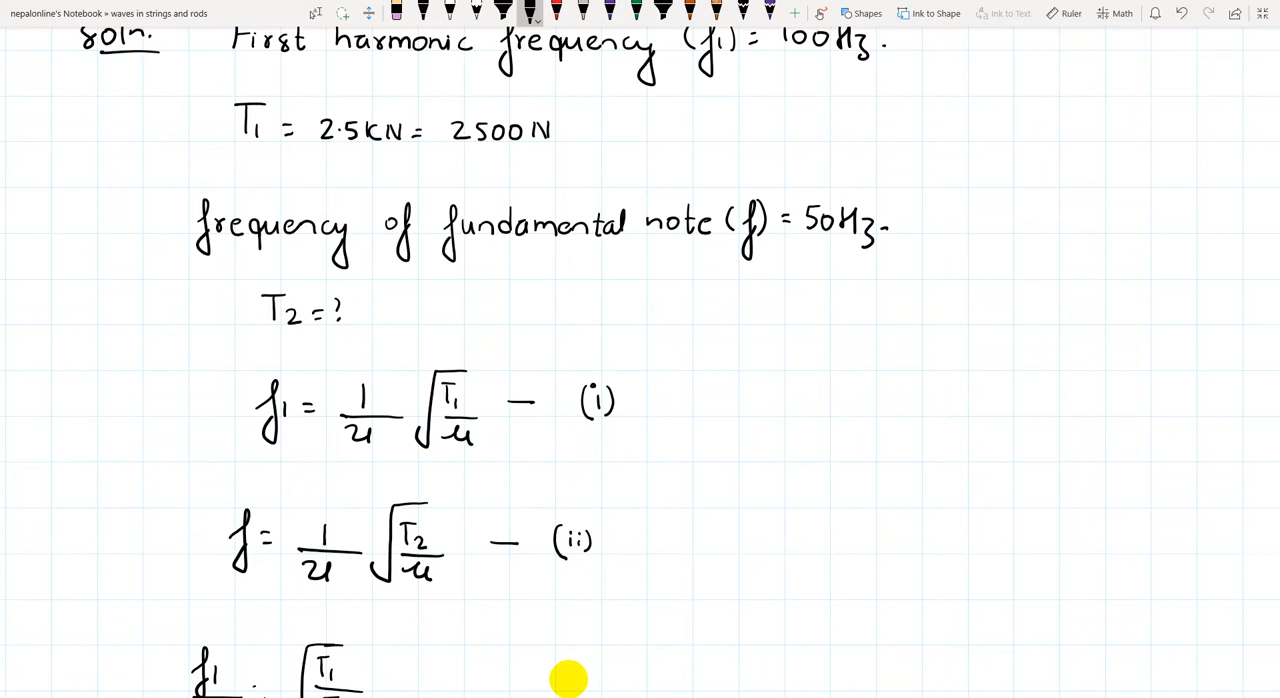 nepalonline's Notebook » waves in strings and rods
Shapes Ink to Shape Ink to Text Ruler Math
Soln. First harmonic frequency (f1) = 100Hz.
T1 = 2.5KN = 2500N
frequency of fundamental note (f) = 50Hz.
T2 = ?
f1 = 1/2l √(T1/μ) — (i)
f = 1/2l √(T2/μ) — (ii)
f1 √ T1